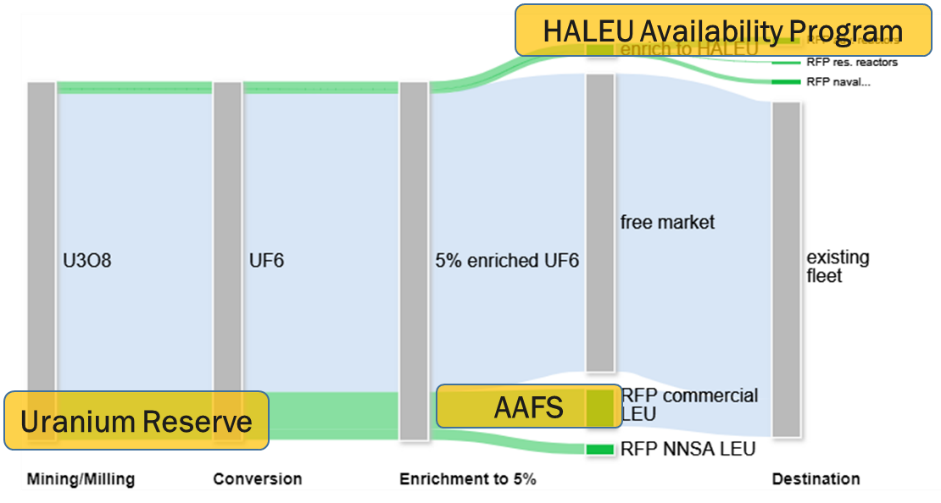 HALEU Availability Program
enrich to HALEU
RFP res. reactors
RFP naval...
free market
U3O8
UF6
5% enriched UF6
existing
fleet
RFP commercial
LEU
AAFS
Uranium Reserve
RFP NNSA LEU
Mining/Milling
Conversion
Enrichment to 5%
Destination